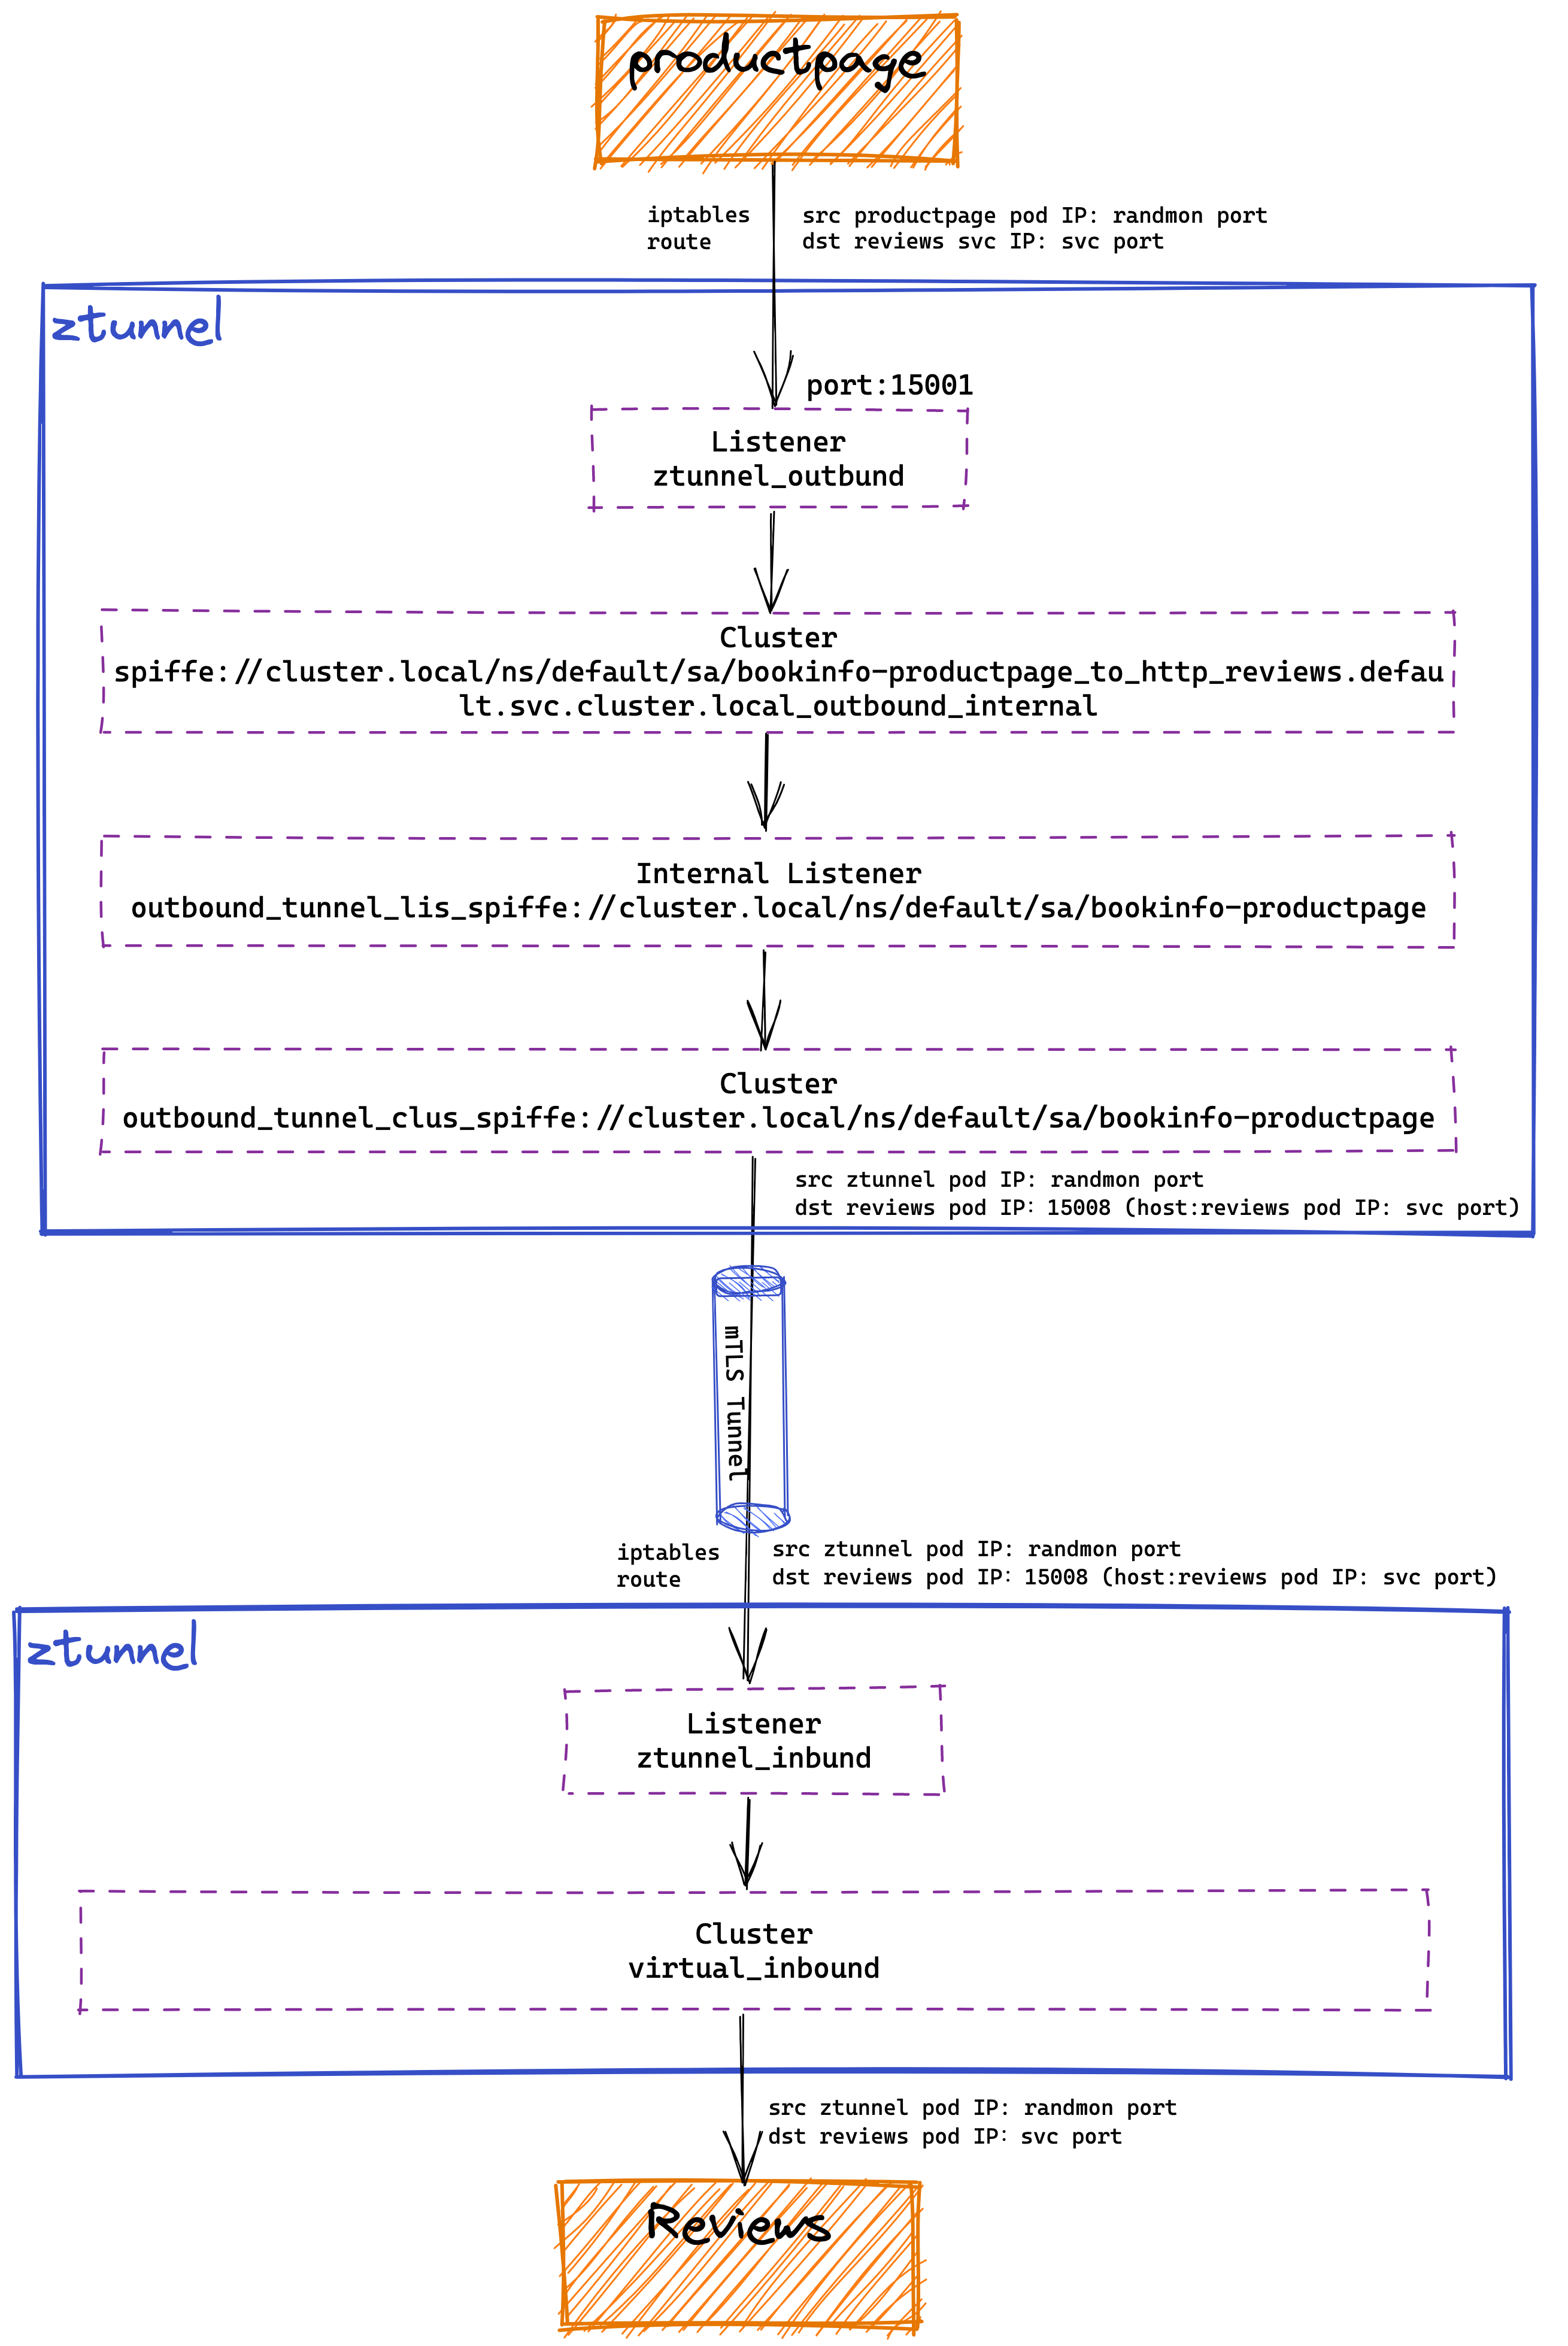 productpage
iptables
route
src productpage pod IP: randmon port
dst reviews svc IP: svc port
ztunnel
port:15001
Listener
ztunnel_outbund
Cluster
spiffe://cluster.local/ns/default/sa/bookinfo-productpage_to_http_reviews.defau
lt.svc.cluster.local_outbound_internal
Internal Listener
outbound_tunnel_lis_spiffe://cluster.local/ns/default/sa/bookinfo-productpage
Cluster
outbound_tunnel_clus_spiffe://cluster.local/ns/default/sa/bookinfo-productpage
src ztunnel pod IP: randmon port
dst reviews pod IP: 15008 (host:reviews pod IP: svc port)
mTLS Tunnel
iptables
route
src ztunnel pod IP: randmon port
dst reviews pod IP: 15008 (host:reviews pod IP: svc port)
ztunnel
Listener
ztunnel_inbund
Cluster
virtual_inbound
src ztunnel pod IP: randmon port
dst reviews pod IP: svc port
Reviews